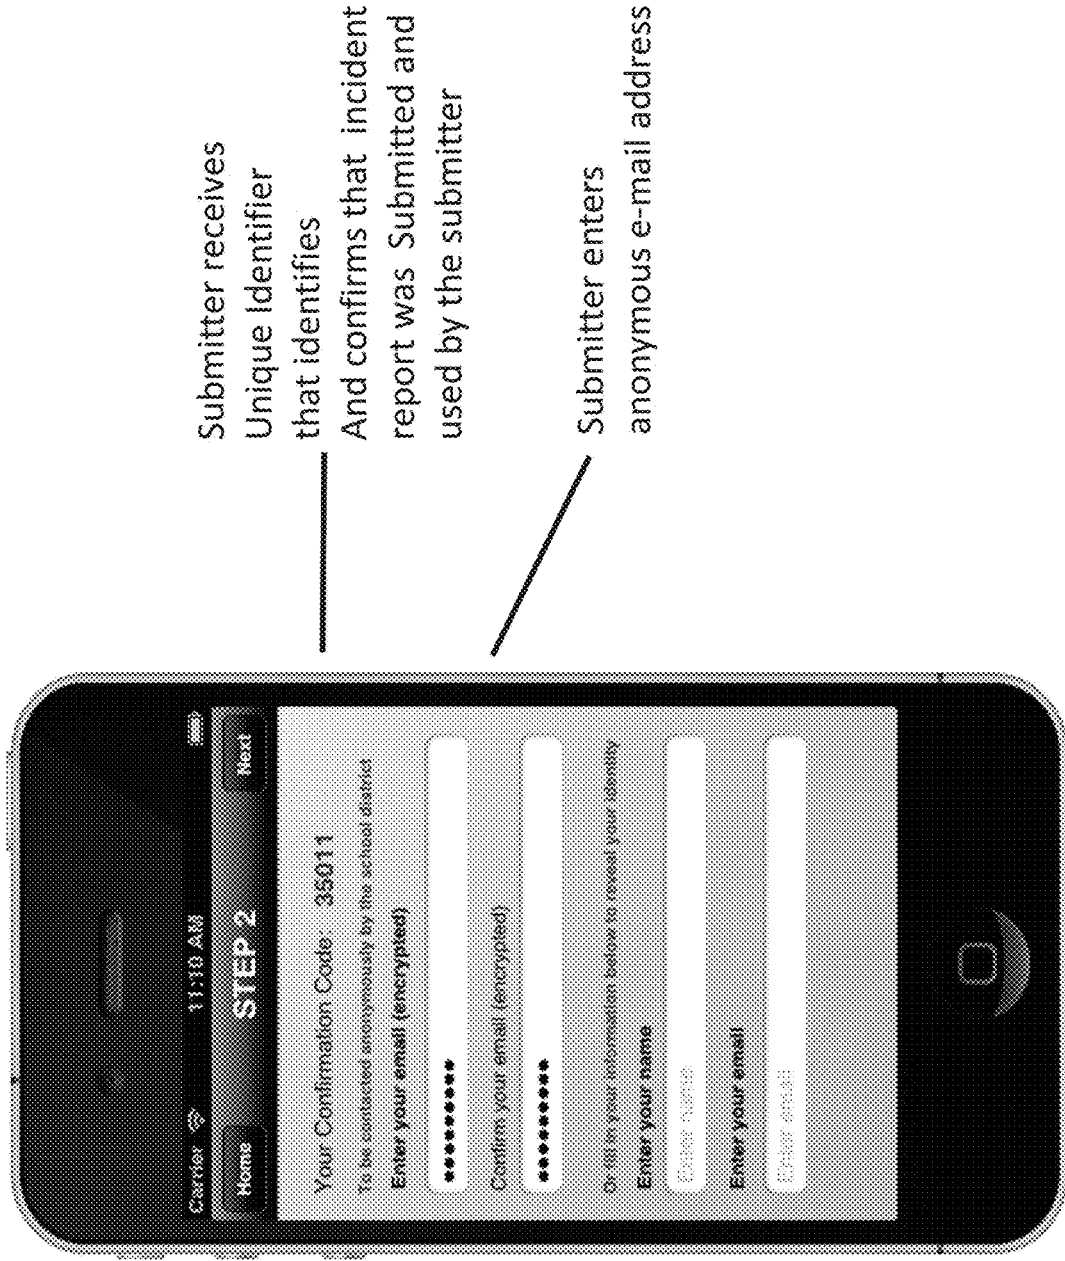 Carrier 11:10 AM
Home STEP 2 Next
Your Confirmation Code: 35011
To be contacted anonymously by the school district
Enter your email (encrypted)
*********
Confirm your email (encrypted)
*********
Or fill in your information below to reveal your identity
Enter your name
Enter name
Enter your email
Enter email
Submitter receives
Unique Identifier
that identifies
And confirms that incident
report was Submitted and
used by the submitter
Submitter enters
anonymous e-mail address